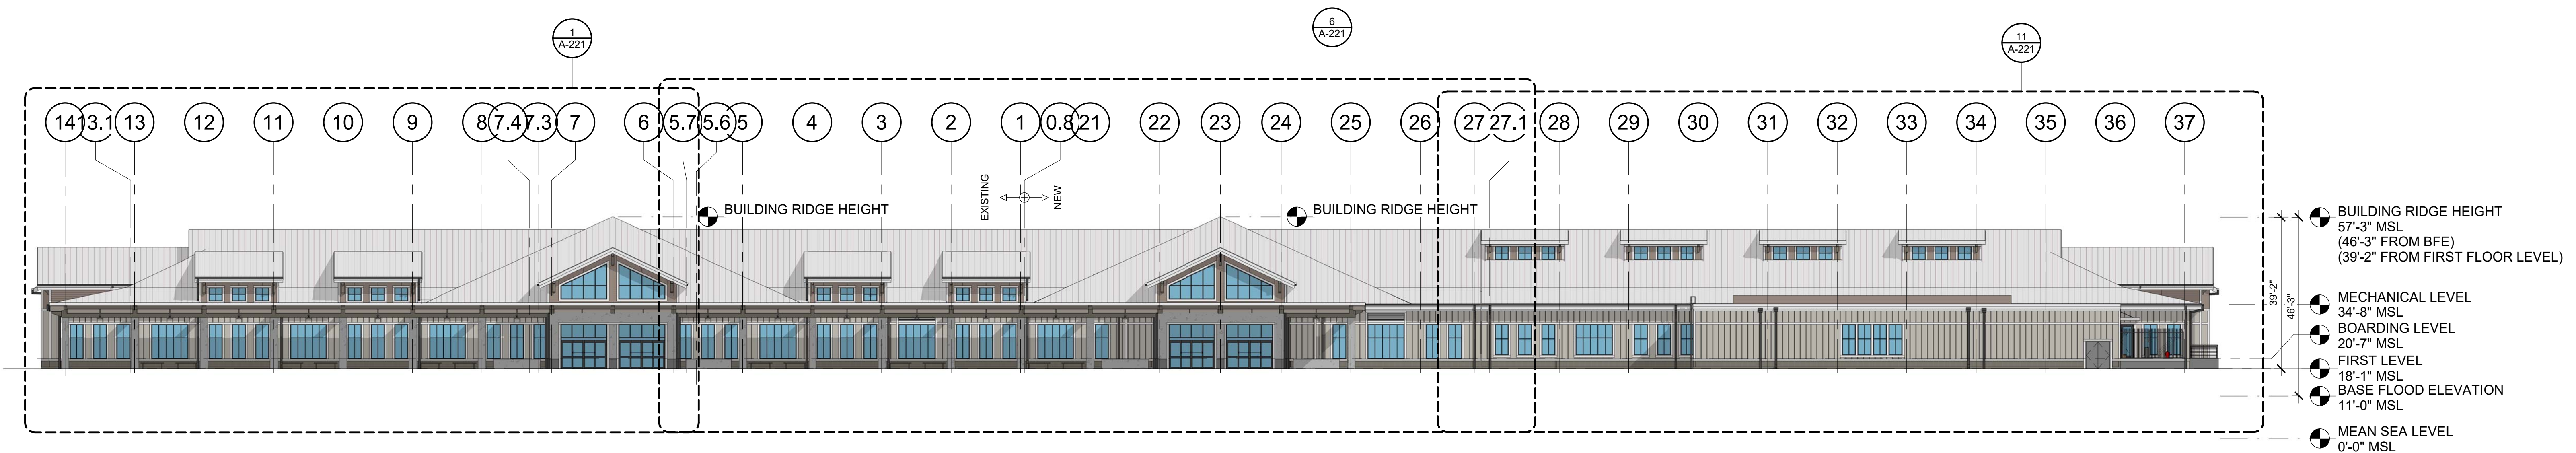 1
A-221
6
A-221
11
A-221
14 13.1 13 12 11 10 9 8 7.4 7.3 7 6 5.7 5.6 5 4 3 2 1 0.8 21 22 23 24 25 26 27 27.1 28 29 30 31 32 33 34 35 36 37
EXISTING
NEW
BUILDING RIDGE HEIGHT
BUILDING RIDGE HEIGHT
BUILDING RIDGE HEIGHT
57'-3" MSL
(46'-3" FROM BFE)
(39'-2" FROM FIRST FLOOR LEVEL)
39'-2"
46'-3"
MECHANICAL LEVEL
34'-8" MSL
BOARDING LEVEL
20'-7" MSL
FIRST LEVEL
18'-1" MSL
BASE FLOOD ELEVATION
11'-0" MSL
MEAN SEA LEVEL
0'-0" MSL